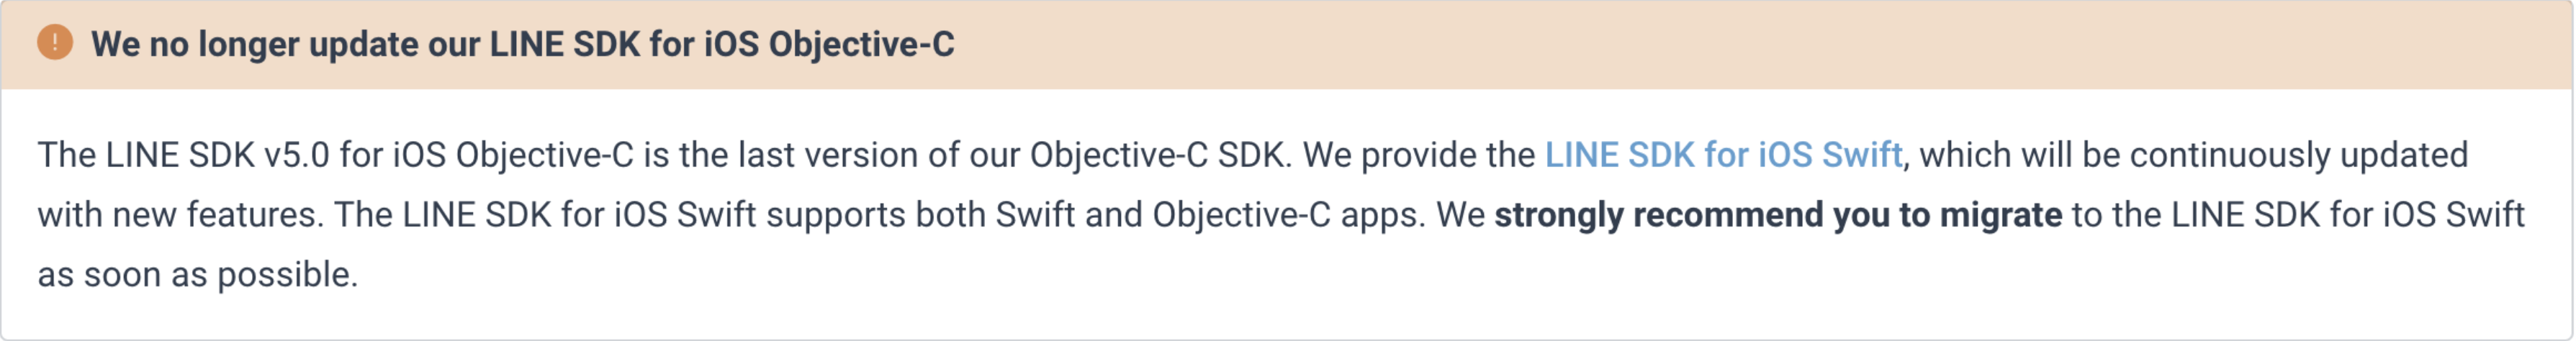 We no longer update our LINE SDK for iOS Objective-C
The LINE SDK v5.0 for iOS Objective-C is the last version of our Objective-C SDK. We provide the LINE SDK for iOS Swift, which will be continuously updated
with new features. The LINE SDK for iOS Swift supports both Swift and Objective-C apps. We strongly recommend you to migrate to the LINE SDK for iOS Swift
as soon as possible.